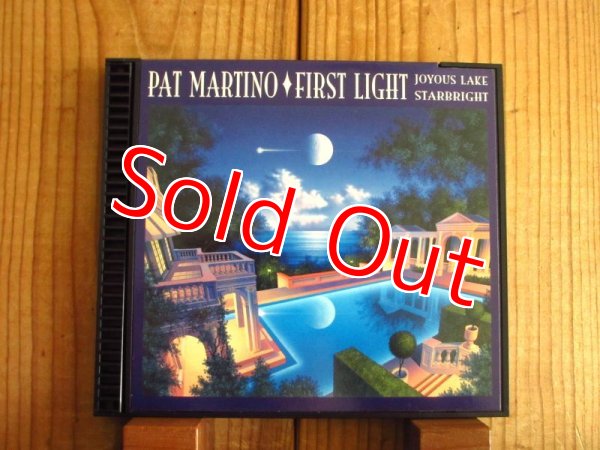 PAT MARTINO♦FIRST LIGHT
JOYOUS LAKE
STARBRIGHT
Sold Out